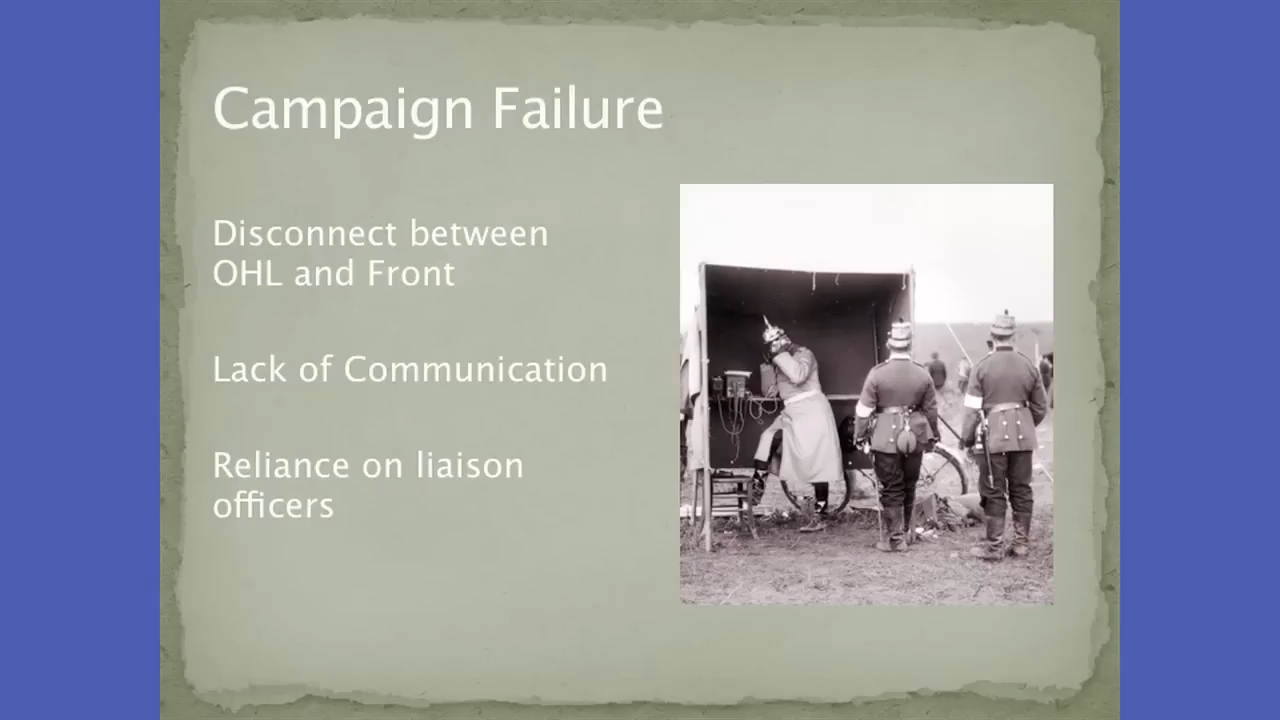 Campaign Failure
Disconnect between
OHL and Front
Lack of Communication
Reliance on liaison
officers